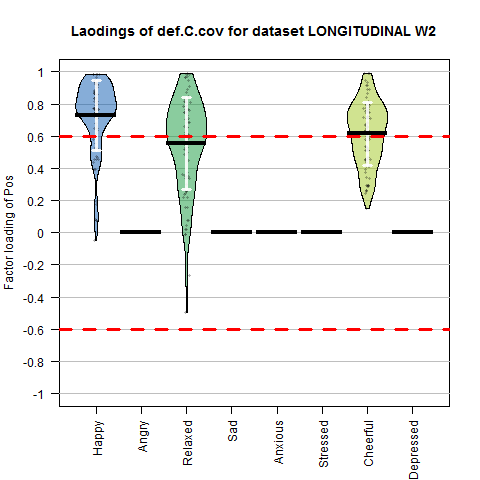 Laodings of def.C.cov for dataset LONGITUDINAL W2
Factor loading of Pos
1
0.8
0.6
0.4
0.2
0
-0.2
-0.4
-0.6
-0.8
-1
Happy
Angry
Relaxed
Sad
Anxious
Stressed
Cheerful
Depressed